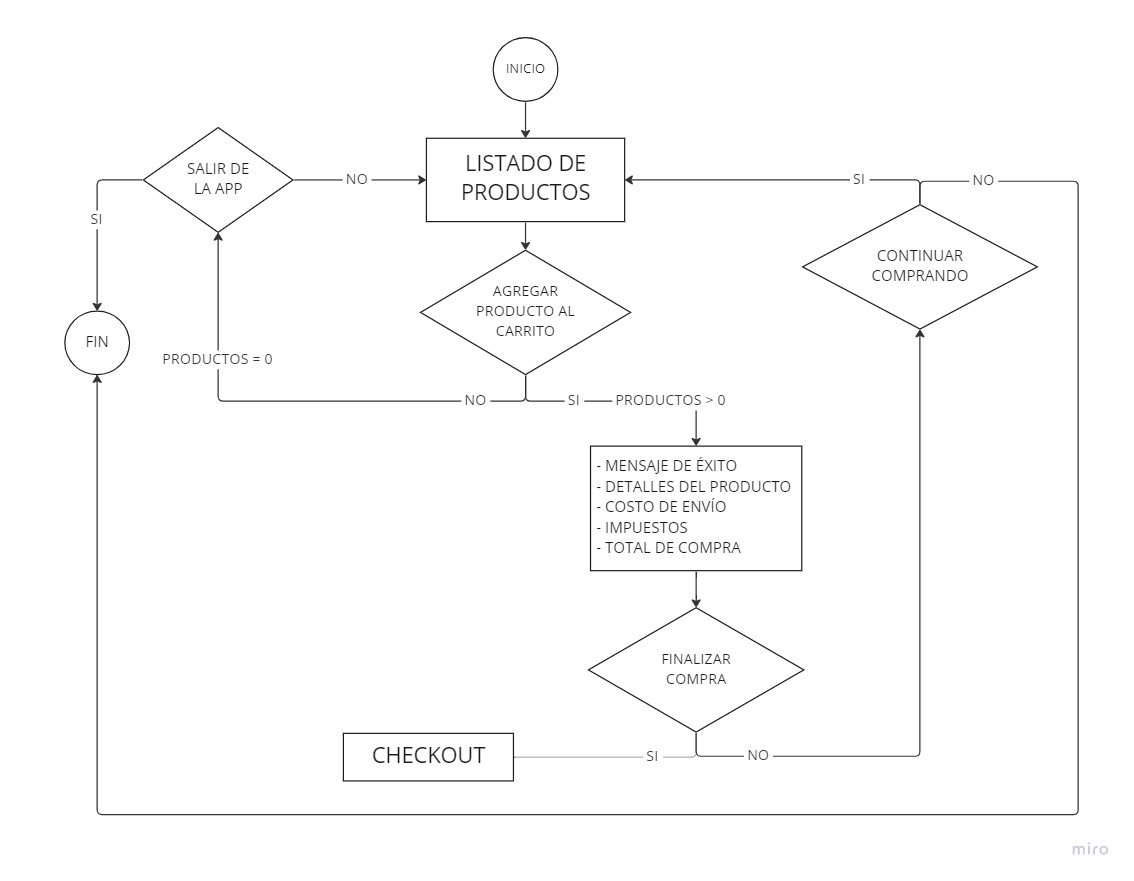 INICIO
SALIR DE
LA APP
NO
LISTADO DE
PRODUCTOS
SI
NO
SI
CONTINUAR
COMPRANDO
AGREGAR
PRODUCTO AL
CARRITO
FIN
PRODUCTOS = 0
NO
SI
PRODUCTOS > 0
- MENSAJE DE ÉXITO
- DETALLES DEL PRODUCTO
- COSTO DE ENVÍO
- IMPUESTOS
- TOTAL DE COMPRA
FINALIZAR
COMPRA
CHECKOUT
SI
NO
miro